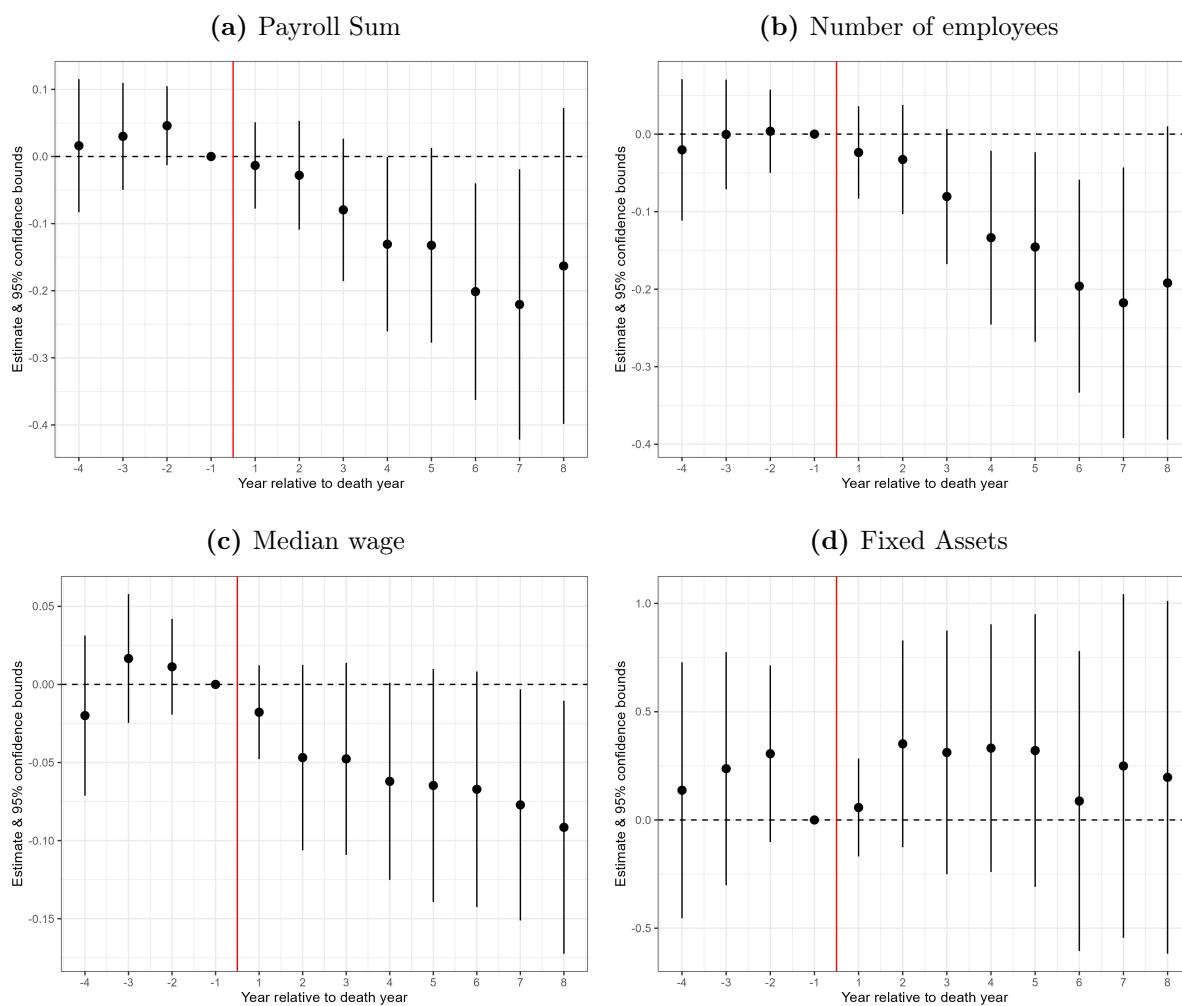 (a) Payroll Sum
Estimate & 95% confidence bounds
0.1
0.0
-0.1
-0.2
-0.3
-0.4
-4 -3 -2 -1 1 2 3 4 5 6 7 8
Year relative to death year
(b) Number of employees
Estimate & 95% confidence bounds
0.0
-0.1
-0.2
-0.3
-0.4
-4 -3 -2 -1 1 2 3 4 5 6 7 8
Year relative to death year
(c) Median wage
Estimate & 95% confidence bounds
0.05
0.00
-0.05
-0.10
-0.15
-4 -3 -2 -1 1 2 3 4 5 6 7 8
Year relative to death year
(d) Fixed Assets
Estimate & 95% confidence bounds
1.0
0.5
0.0
-0.5
-4 -3 -2 -1 1 2 3 4 5 6 7 8
Year relative to death year